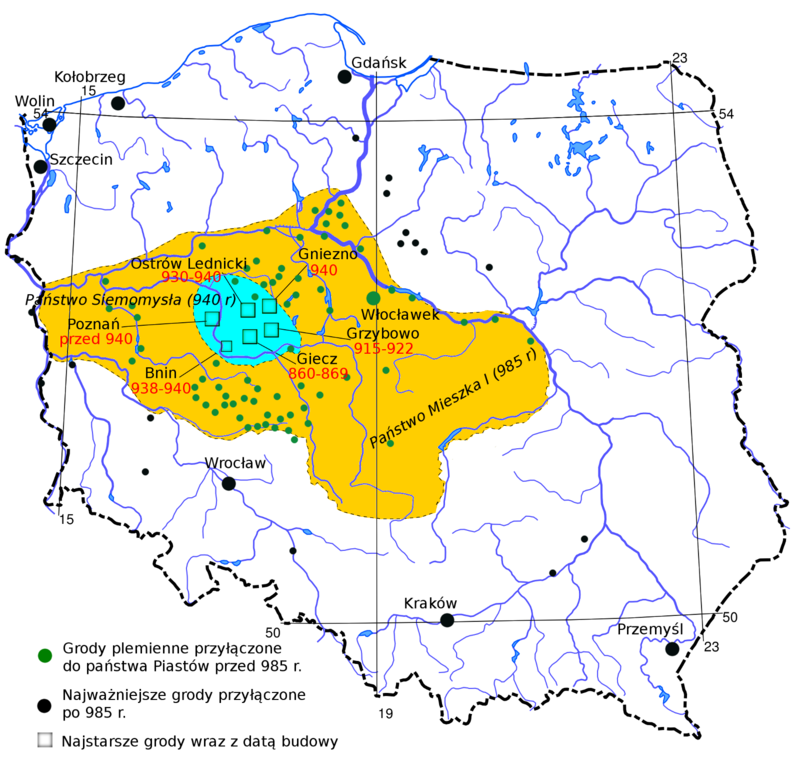 23
Gdańsk
Kołobrzeg
15
Wolin
54
54
Szczecin
Gniezno
940
Ostrów Lednicki
930-940
Państwo Siemomysła (940 r)
Włocławek
Poznań
przed 940
Grzybowo
915-922
Giecz
860-869
Bnin
938-940
Państwo Mieszka I (985 r)
Wrocław
15
Kraków
50
50
Przemyśl
23
19
Grody plemienne przyłączone
do państwa Piastów przed 985 r.
Najważniejsze grody przyłączone
po 985 r.
Najstarsze grody wraz z datą budowy